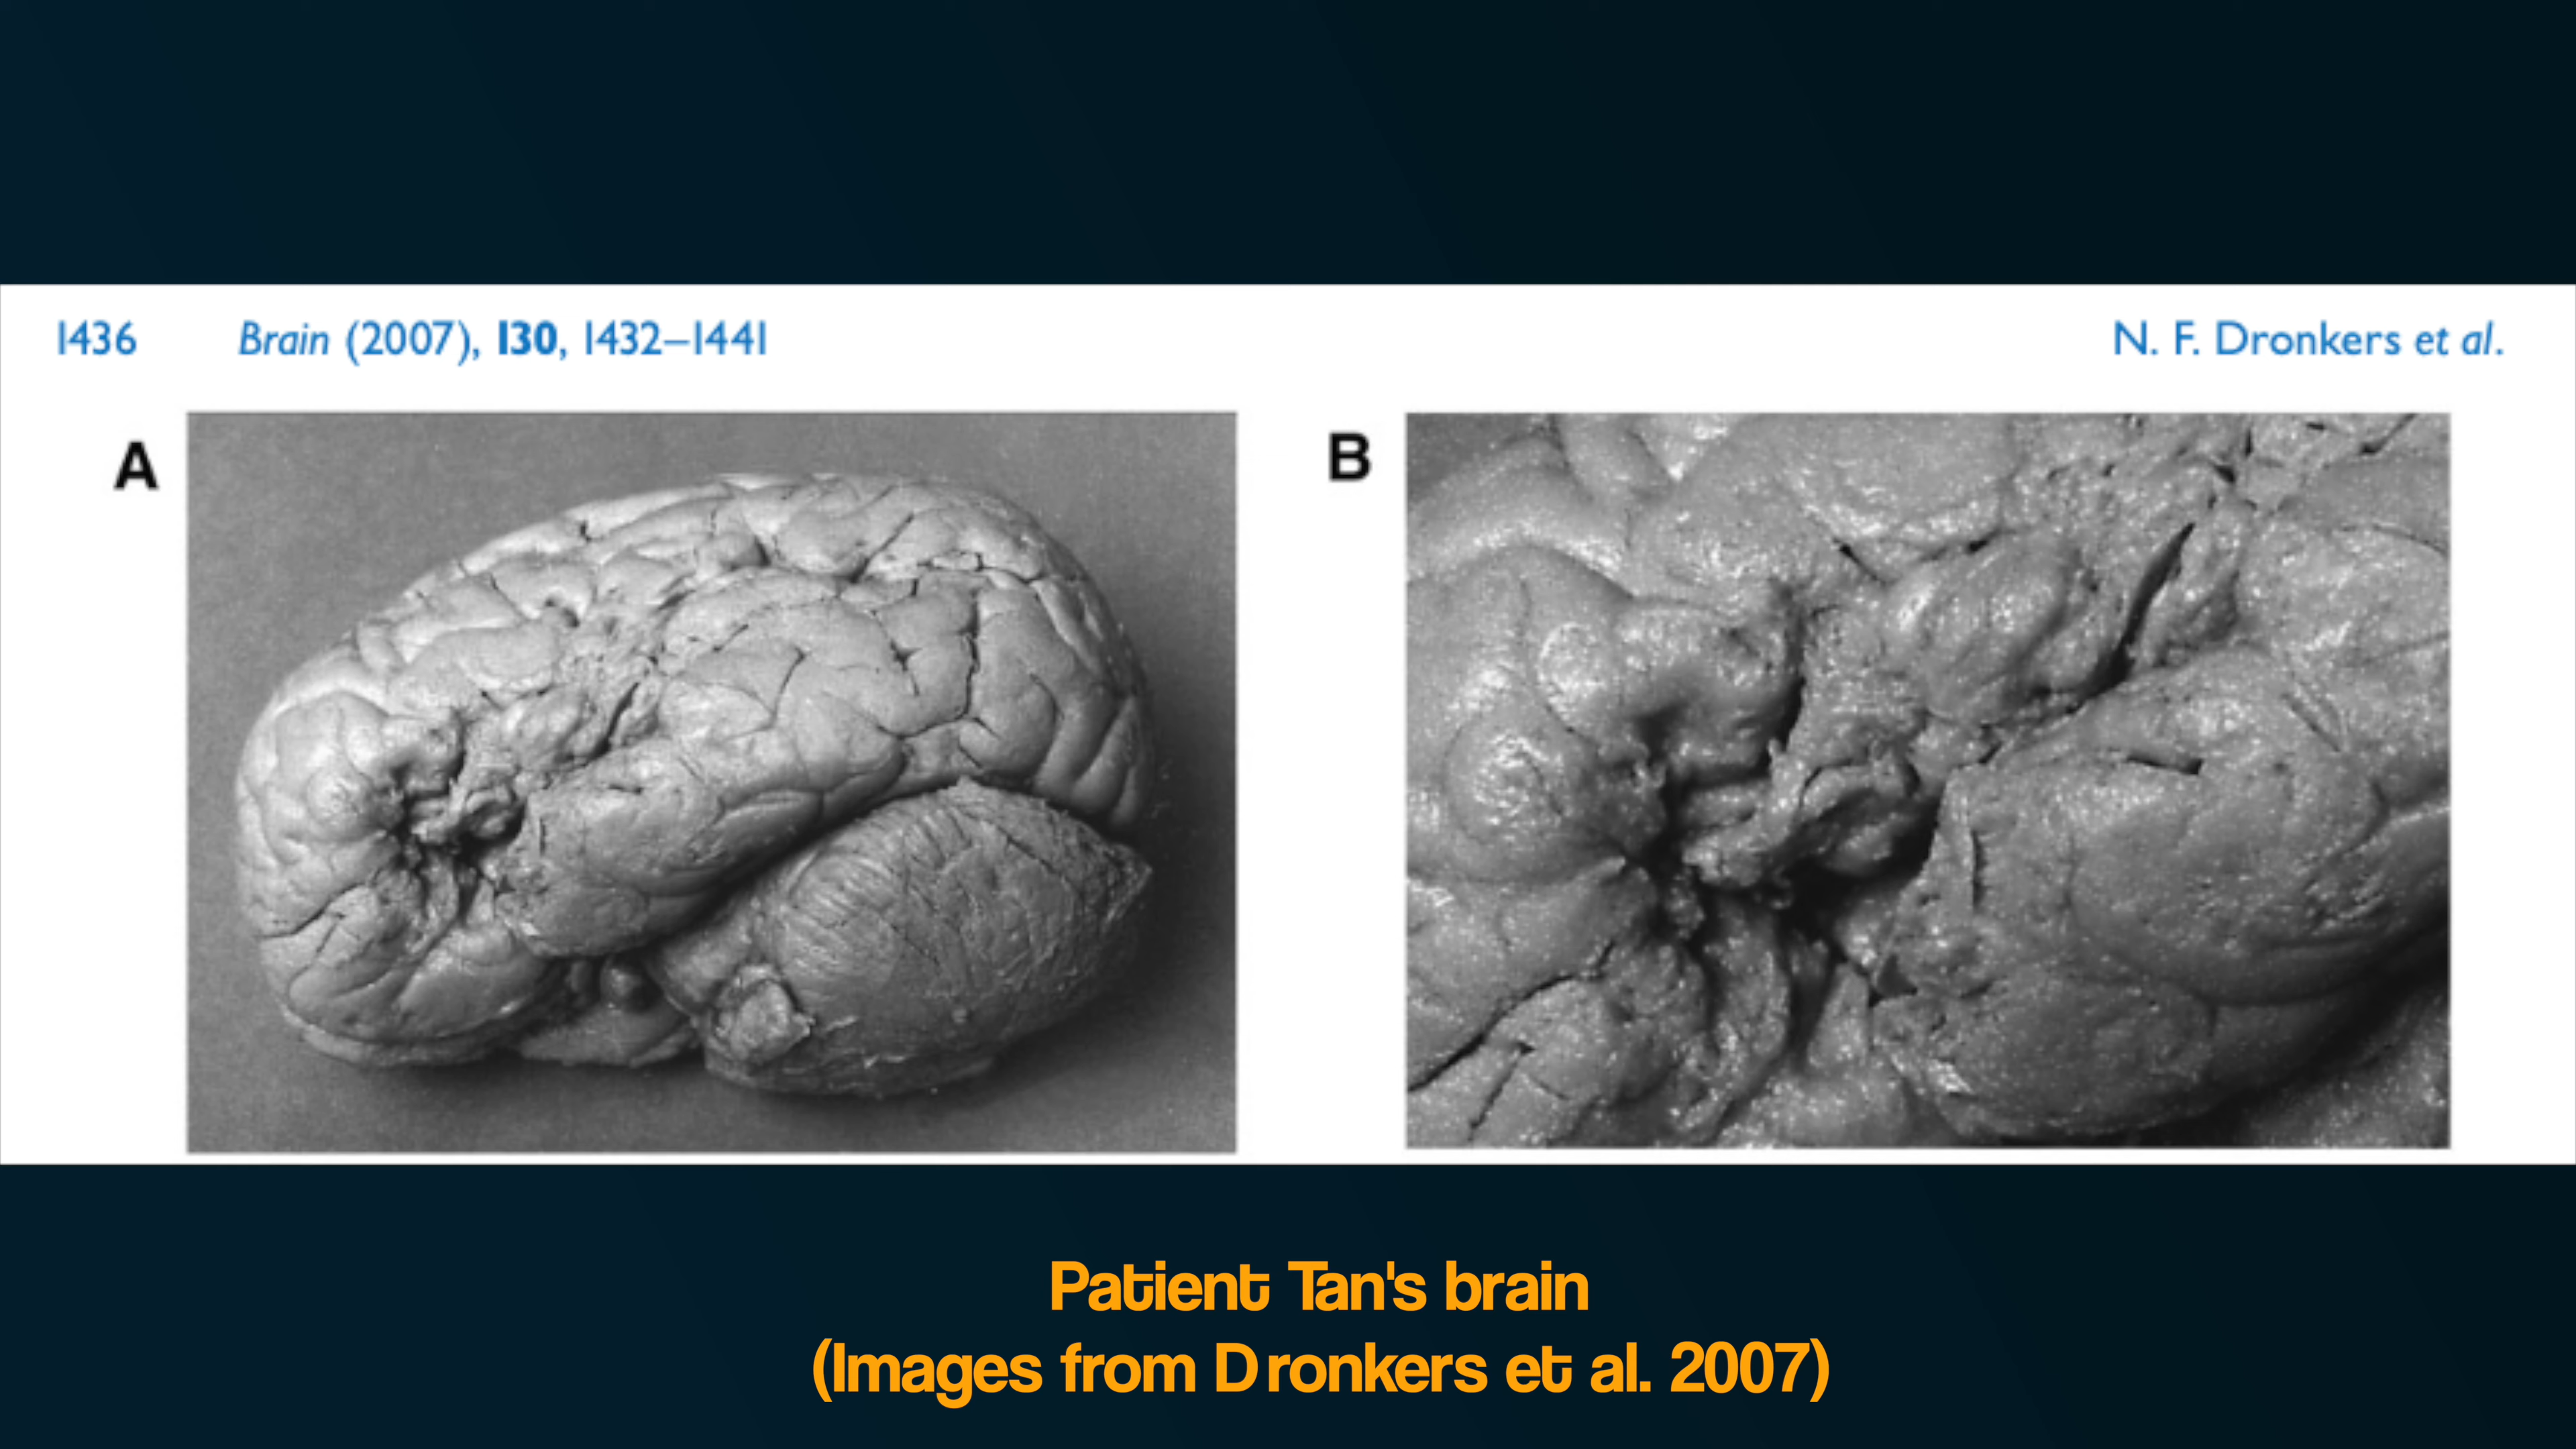 1436 Brain (2007), 130, 1432–1441 N. F. Dronkers et al.
A
B
Patient Tan's brain
(Images from Dronkers et al. 2007)